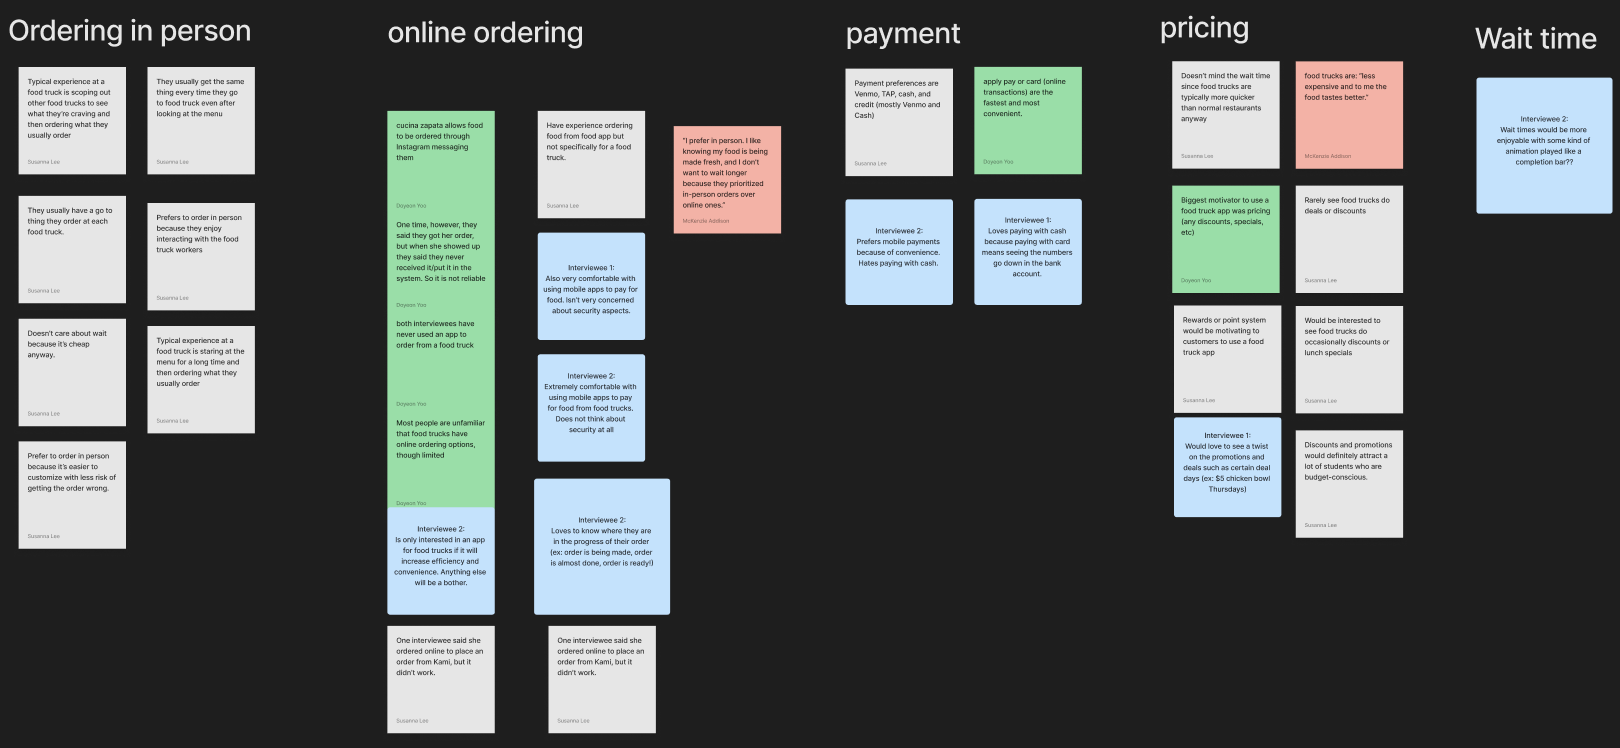 Ordering in person
Typical experience at a
food truck is scoping out
other food trucks to see
what they're craving and
then ordering what they
usually order
Susanna Lee
They usually get the same
thing every time they go
to food truck even after
looking at the menu
Susanna Lee
They usually have a go to
thing they order at each
food truck.
Susanna Lee
Prefers to order in person
because they enjoy
interacting with the food
truck workers
Susanna Lee
Doesn't care about wait
because it's cheap
anyway.
Susanna Lee
Typical experience at a
food truck is staring at the
menu for a long time and
then ordering what they
usually order
Susanna Lee
Prefer to order in person
because it's easier to
customize with less risk of
getting the order wrong.
Susanna Lee
online ordering
cucina zapata allows food
to be ordered through
Instagram messaging
them
Doyeon Yoo
One time, however, they
said they got her order,
but when she showed up
they said they never
received it/put it in the
system. So it is not reliable
Doyeon Yoo
both interviewees have
never used an app to
order from a food truck
Doyeon Yoo
Most people are unfamiliar
that food trucks have
online ordering options,
though limited
Doyeon Yoo
Interviewee 2:
Is only interested in an app
for food trucks if it will
increase efficiency and
convenience. Anything else
will be a bother.
One interviewee said she
ordered online to place an
order from Kami, but it
didn't work.
Susanna Lee
Have experience ordering
food from food app but
not specifically for a food
truck.
Susanna Lee
Interviewee 1:
Also very comfortable with
using mobile apps to pay for
food. Isn't very concerned
about security aspects.
Interviewee 2:
Extremely comfortable with
using mobile apps to pay
for food from food trucks.
Does not think about
security at all
Interviewee 2:
Loves to know where they are
in the progress of their order
(ex: order is being made, order
is almost done, order is ready!)
One interviewee said she
ordered online to place an
order from Kami, but it
didn't work.
Susanna Lee
"I prefer in person. I like
knowing my food is being
made fresh, and I don't
want to wait longer
because they prioritized
in-person orders over
online ones."
McKenzie Addison
payment
Payment preferences are
Venmo, TAP, cash, and
credit (mostly Venmo and
Cash)
Susanna Lee
apply pay or card (online
transactions) are the
fastest and most
convenient.
Doyeon Yoo
Interviewee 2:
Prefers mobile payments
because of convenience.
Hates paying with cash.
Interviewee 1:
Loves paying with cash
because paying with card
means seeing the numbers
go down in the bank
account.
pricing
Doesn't mind the wait time
since food trucks are
typically more quicker
than normal restaurants
anyway
Susanna Lee
food trucks are: "less
expensive and to me the
food tastes better."
McKenzie Addison
Biggest motivator to use a
food truck app was pricing
(any discounts, specials,
etc)
Doyeon Yoo
Rarely see food trucks do
deals or discounts
Susanna Lee
Rewards or point system
would be motivating to
customers to use a food
truck app
Susanna Lee
Would be interested to
see food trucks do
occasionally discounts or
lunch specials
Susanna Lee
Interviewee 1:
Would love to see a twist
on the promotions and
deals such as certain deal
days (ex: $5 chicken bowl
Thursdays)
Discounts and promotions
would definitely attract a
lot of students who are
budget-conscious.
Susanna Lee
Wait time
Interviewee 2:
Wait times would be more
enjoyable with some kind of
animation played like a
completion bar??